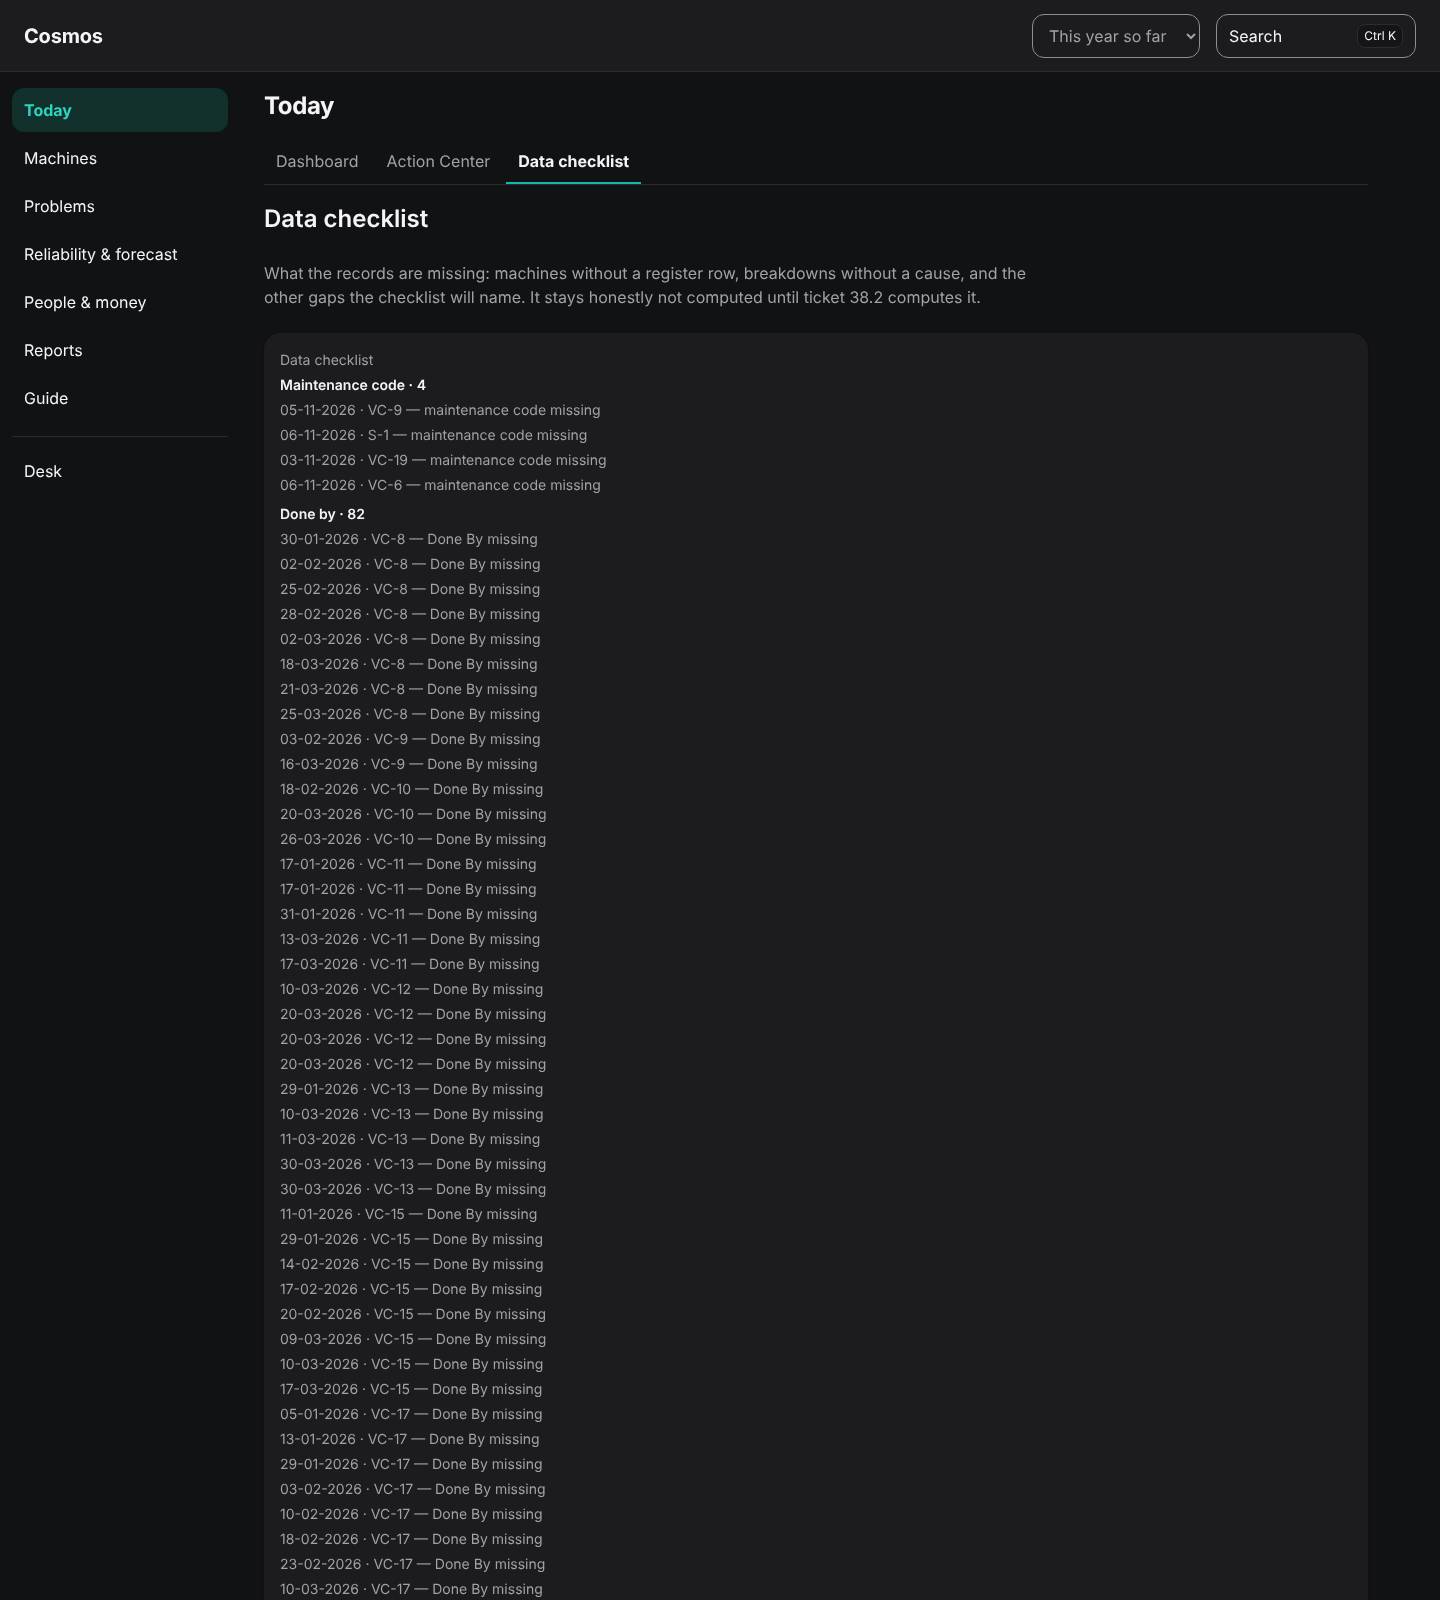 Cosmos
This year so far
Search
Ctrl K
Today
Machines
Problems
Reliability & forecast
People & money
Reports
Guide
Desk
Today
Dashboard
Action Center
Data checklist
Data checklist
What the records are missing: machines without a register row, breakdowns without a cause, and the
other gaps the checklist will name. It stays honestly not computed until ticket 38.2 computes it.
Data checklist
Maintenance code · 4
05-11-2026 · VC-9 — maintenance code missing
06-11-2026 · S-1 — maintenance code missing
03-11-2026 · VC-19 — maintenance code missing
06-11-2026 · VC-6 — maintenance code missing
Done by · 82
30-01-2026 · VC-8 — Done By missing
02-02-2026 · VC-8 — Done By missing
25-02-2026 · VC-8 — Done By missing
28-02-2026 · VC-8 — Done By missing
02-03-2026 · VC-8 — Done By missing
18-03-2026 · VC-8 — Done By missing
21-03-2026 · VC-8 — Done By missing
25-03-2026 · VC-8 — Done By missing
03-02-2026 · VC-9 — Done By missing
16-03-2026 · VC-9 — Done By missing
18-02-2026 · VC-10 — Done By missing
20-03-2026 · VC-10 — Done By missing
26-03-2026 · VC-10 — Done By missing
17-01-2026 · VC-11 — Done By missing
17-01-2026 · VC-11 — Done By missing
31-01-2026 · VC-11 — Done By missing
13-03-2026 · VC-11 — Done By missing
17-03-2026 · VC-11 — Done By missing
10-03-2026 · VC-12 — Done By missing
20-03-2026 · VC-12 — Done By missing
20-03-2026 · VC-12 — Done By missing
20-03-2026 · VC-12 — Done By missing
29-01-2026 · VC-13 — Done By missing
10-03-2026 · VC-13 — Done By missing
11-03-2026 · VC-13 — Done By missing
30-03-2026 · VC-13 — Done By missing
30-03-2026 · VC-13 — Done By missing
11-01-2026 · VC-15 — Done By missing
29-01-2026 · VC-15 — Done By missing
14-02-2026 · VC-15 — Done By missing
17-02-2026 · VC-15 — Done By missing
20-02-2026 · VC-15 — Done By missing
09-03-2026 · VC-15 — Done By missing
10-03-2026 · VC-15 — Done By missing
17-03-2026 · VC-15 — Done By missing
05-01-2026 · VC-17 — Done By missing
13-01-2026 · VC-17 — Done By missing
29-01-2026 · VC-17 — Done By missing
03-02-2026 · VC-17 — Done By missing
10-02-2026 · VC-17 — Done By missing
18-02-2026 · VC-17 — Done By missing
23-02-2026 · VC-17 — Done By missing
10-03-2026 · VC-17 — Done By missing